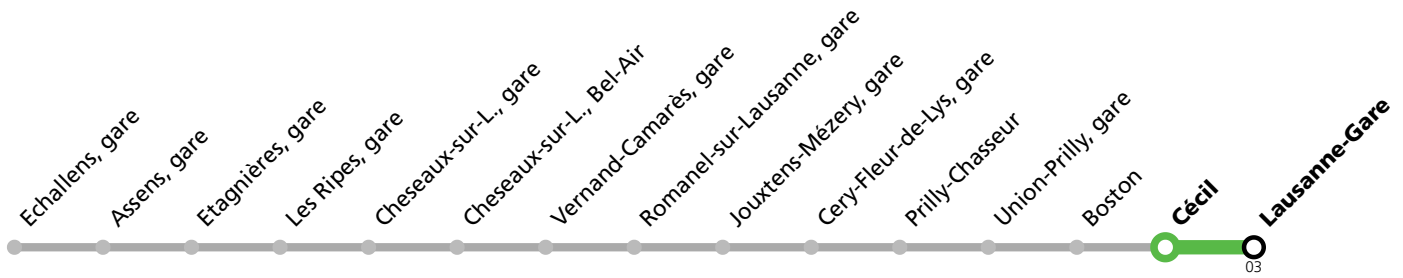 Echallens, gare
Assens, gare
Etagnières, gare
Les Ripes, gare
Cheseaux-sur-L., gare
Cheseaux-sur-L., Bel-Air
Vernand-Camarès, gare
Romanel-sur-Lausanne, gare
Jouxtens-Mézery, gare
Cery-Fleur-de-Lys, gare
Prilly-Chasseur
Union-Prilly, gare
Boston
Cécil
Lausanne-Gare
03